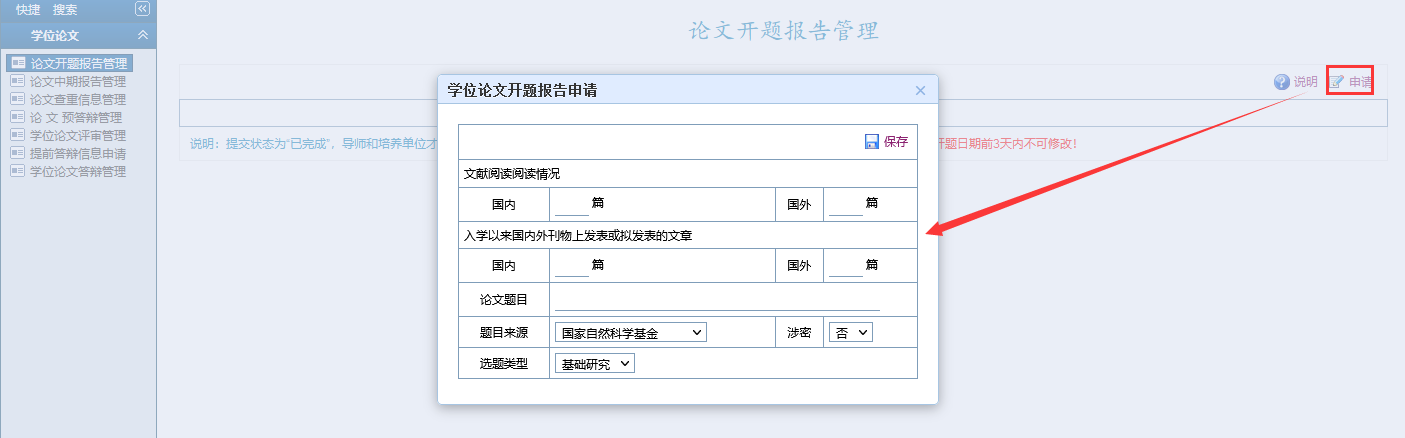 快捷 搜索
学位论文
论文开题报告管理
论文中期报告管理
论文查重信息管理
论 文 预答辩管理
学位论文评审管理
提前答辩信息申请
学位论文答辩管理
论文开题报告管理
说明 申请
说明：提交状态为“已完成”，导师和培养单位才
开题日期前3天内不可修改！
学位论文开题报告申请
保存
文献阅读阅读情况
国内 篇 国外 篇
入学以来国内外刊物上发表或拟发表的文章
国内 篇 国外 篇
论文题目
题目来源 国家自然科学基金 涉密 否
选题类型 基础研究